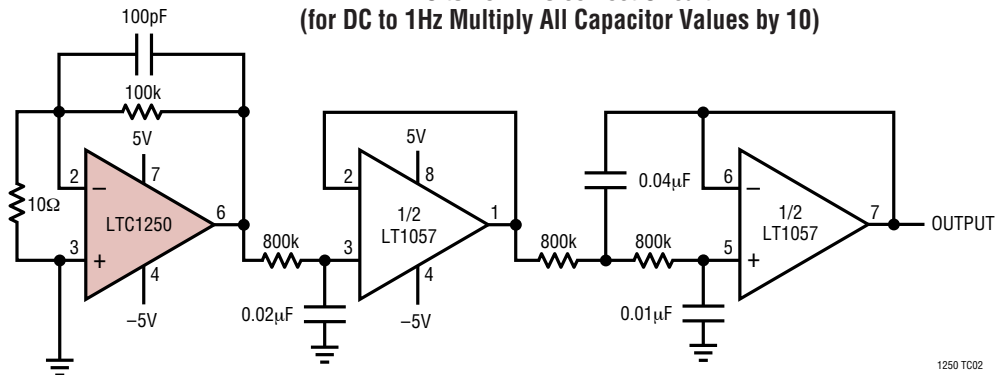 (for DC to 1Hz Multiply All Capacitor Values by 10)
100pF
100k
5V
2
7
–
10Ω
LTC1250
6
3
+
4
–5V
800k
0.02µF
5V
2
8
1/2
LT1057
1
3
4
–5V
800k
0.04µF
800k
0.01µF
6
–
1/2
LT1057
7
OUTPUT
5
+
1250 TC02